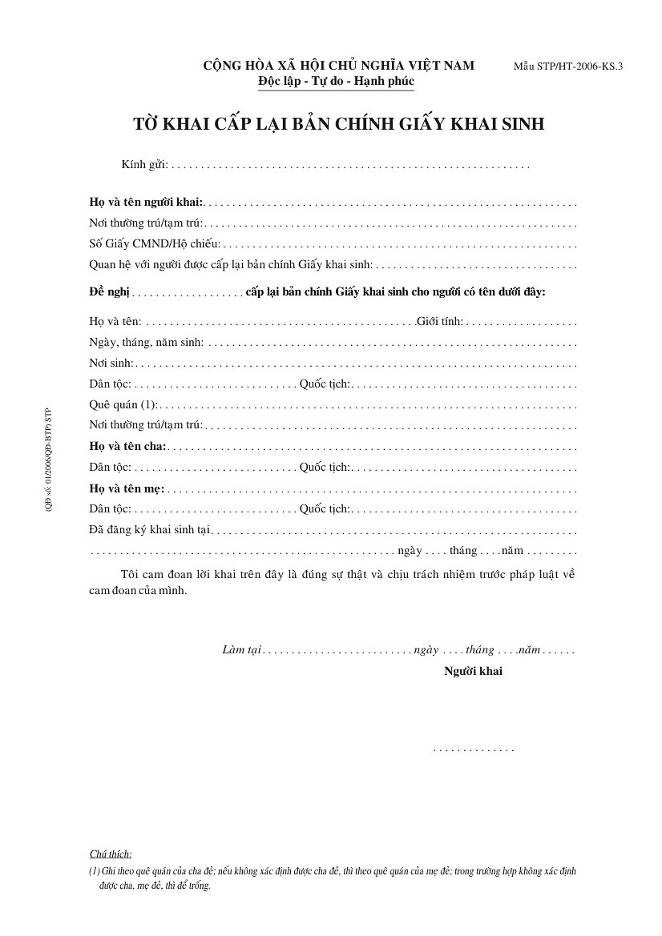 CỘNG HÒA XÃ HỘI CHỦ NGHĨA VIỆT NAM
Mẫu STP/HT-2006-KS.3
Độc lập - Tự do - Hạnh phúc
TỜ KHAI CẤP LẠI BẢN CHÍNH GIẤY KHAI SINH
Kính gửi: . . . . . . . . . . . . . . . . . . . .
Họ và tên người khai: . . . . . . . . . . . . . . . . . . . .
Nơi thường trú/tạm trú: . . . . . . . . . . . . . . . . . . . .
Số Giấy CMND/Hộ chiếu: . . . . . . . . . . . . . . . . . . . .
Quan hệ với người được cấp lại bản chính Giấy khai sinh: . . . . . . . . . . . . . . . . . . . .
Đề nghị . . . . . . . . . . . . . . . . . . . cấp lại bản chính Giấy khai sinh cho người có tên dưới đây:
Họ và tên: . . . . . . . . . . . . . . . . . . . . Giới tính: . . . . . . . . . . . . . . . . . . .
Ngày, tháng, năm sinh: . . . . . . . . . . . . . . . . . . . .
Nơi sinh: . . . . . . . . . . . . . . . . . . . .
Dân tộc: . . . . . . . . . . . . . . . . . . . . Quốc tịch: . . . . . . . . . . . . . . . . . . . .
Quê quán (1): . . . . . . . . . . . . . . . . . . . .
Nơi thường trú/tạm trú: . . . . . . . . . . . . . . . . . . . .
Họ và tên cha: . . . . . . . . . . . . . . . . . . . .
Dân tộc: . . . . . . . . . . . . . . . . . . . . Quốc tịch: . . . . . . . . . . . . . . . . . . . .
Họ và tên mẹ: . . . . . . . . . . . . . . . . . . . .
Dân tộc: . . . . . . . . . . . . . . . . . . . . Quốc tịch: . . . . . . . . . . . . . . . . . . . .
Đã đăng ký khai sinh tại . . . . . . . . . . . . . . . . . . . .
. . . . . . . . . . . . . . . . . . . . ngày . . . . tháng . . . . năm . . . . . . . . .
Tôi cam đoan lời khai trên đây là đúng sự thật và chịu trách nhiệm trước pháp luật về
cam đoan của mình.
Làm tại . . . . . . . . . . . . . . . . . . . . ngày . . . . tháng . . . . năm . . . . . .
Người khai
. . . . . . . . . . . . . .
(QĐ số: 01/2006/QĐ-BTP) STP
Chú thích:
(1) Ghi theo quê quán của cha đẻ; nếu không xác định được cha đẻ, thì theo quê quán của mẹ đẻ; trong trường hợp không xác định
được cha, mẹ đẻ, thì để trống.